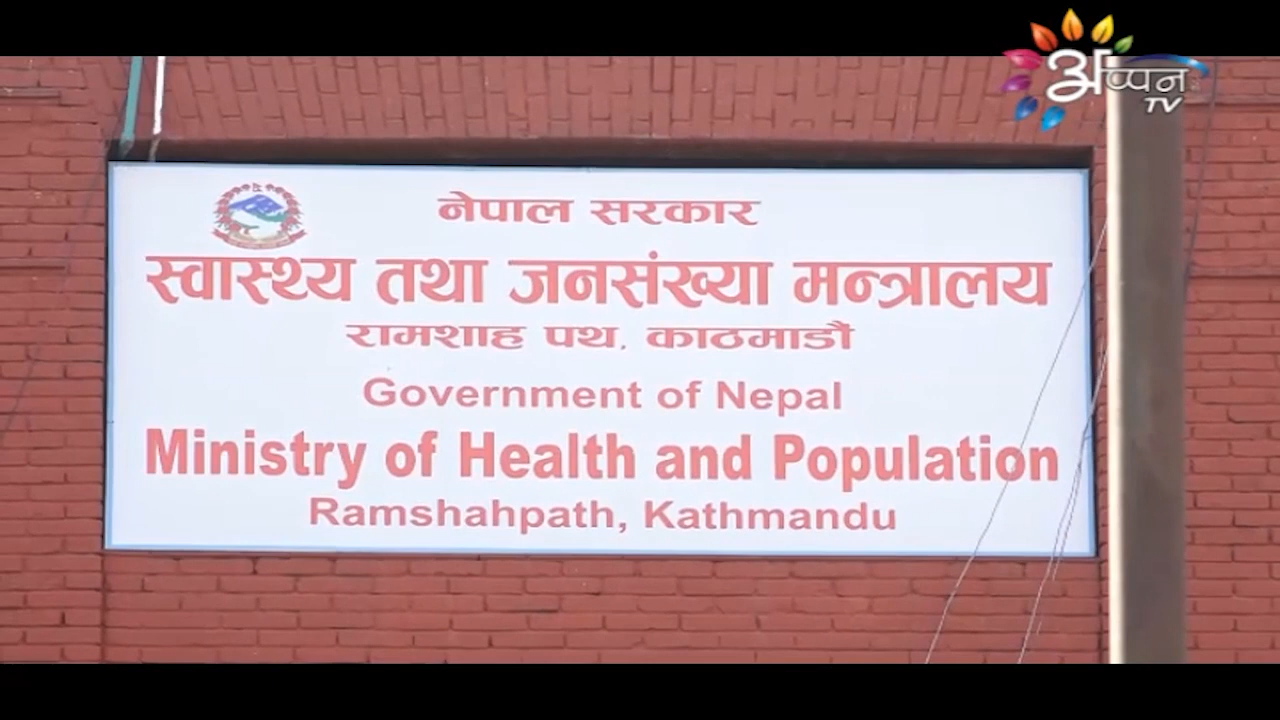 अप्पन
TV
नेपाल सरकार
स्वास्थ्य तथा जनसंख्या मन्त्रालय
रामशाह पथ, काठमाडौं
Government of Nepal
Ministry of Health and Population
Ramshahpath, Kathmandu